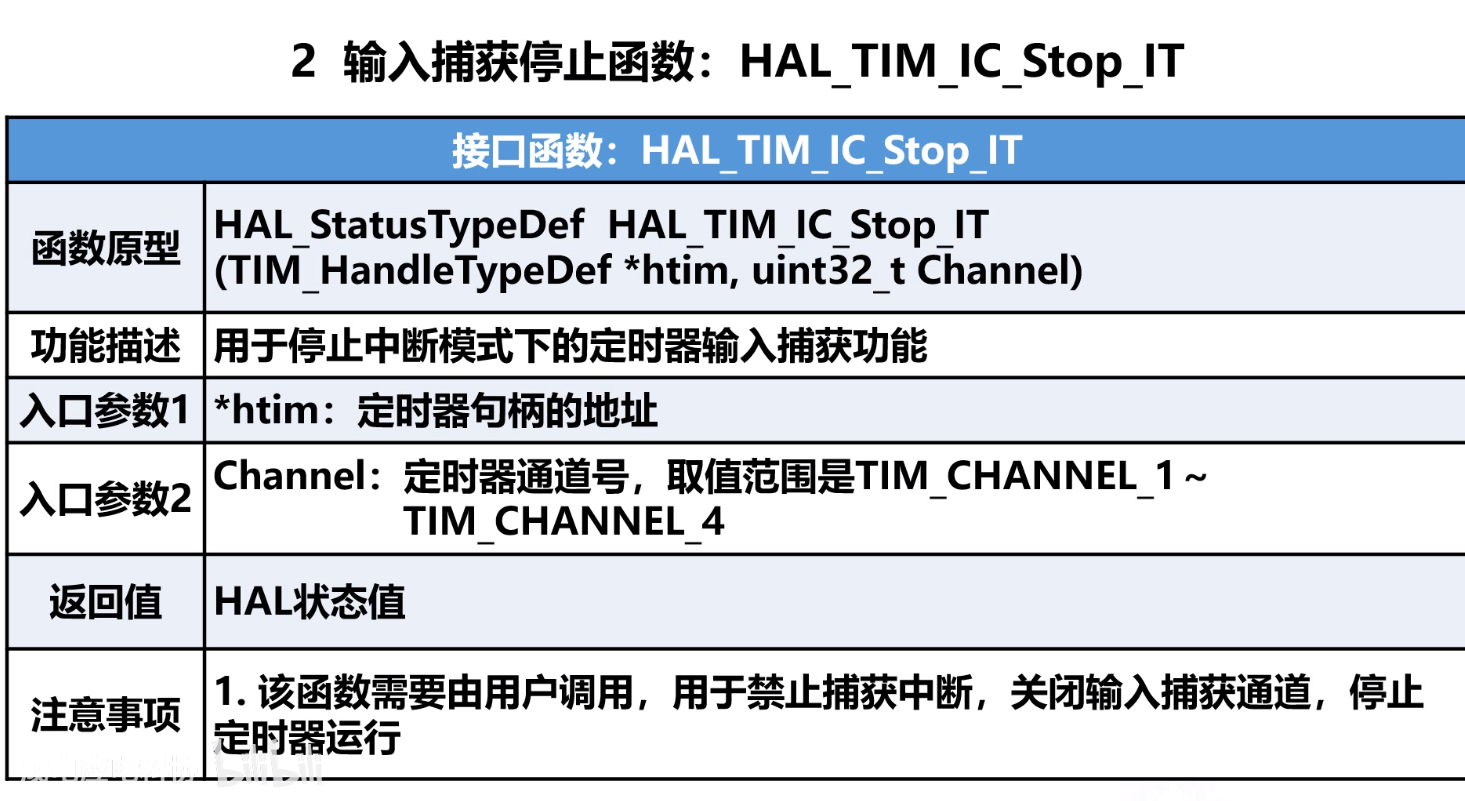 2 输入捕获停止函数：HAL_TIM_IC_Stop_IT
接口函数：HAL_TIM_IC_Stop_IT
函数原型
HAL_StatusTypeDef HAL_TIM_IC_Stop_IT
(TIM_HandleTypeDef *htim, uint32_t Channel)
功能描述
用于停止中断模式下的定时器输入捕获功能
入口参数1
*htim：定时器句柄的地址
入口参数2
Channel：定时器通道号，取值范围是TIM_CHANNEL_1～
TIM_CHANNEL_4
返回值
HAL状态值
注意事项
1. 该函数需要由用户调用，用于禁止捕获中断，关闭输入捕获通道，停止
定时器运行
bilibili